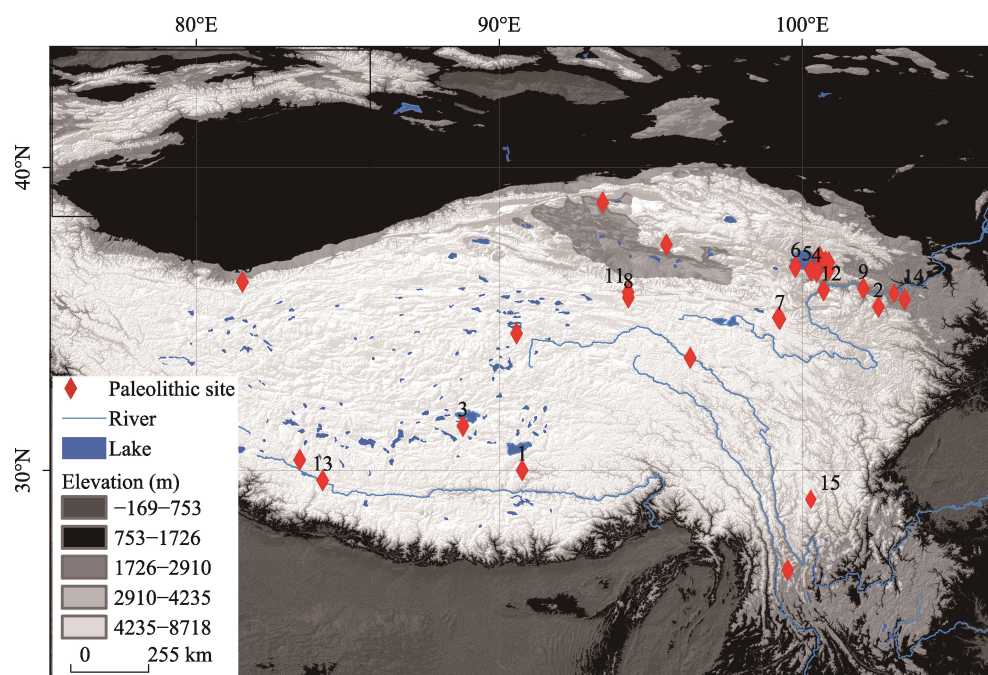 80°E 90°E 100°E
40°N
6 5 4
11 8 12 9 2 14
7
3
Paleolithic site
River
Lake
13 1 30°N
15
Elevation (m)
−169−753
753−1726
1726−2910
2910−4235
4235−8718
0 255 km